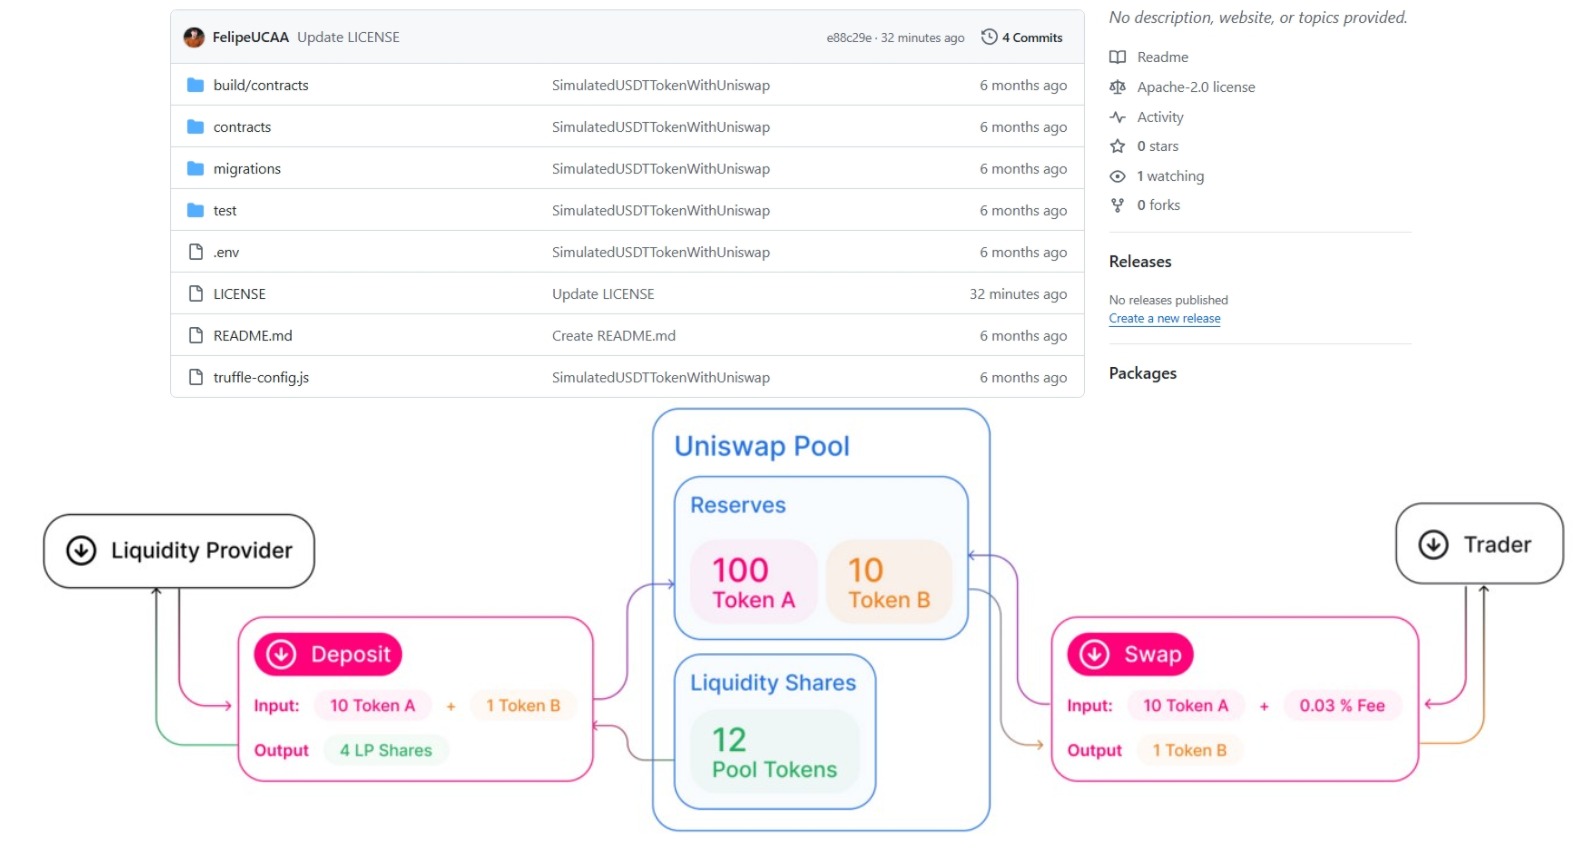 FelipeUCAA Update LICENSE e88c29e · 32 minutes ago 4 Commits
build/contracts SimulatedUSDTTokenWithUniswap 6 months ago
contracts SimulatedUSDTTokenWithUniswap 6 months ago
migrations SimulatedUSDTTokenWithUniswap 6 months ago
test SimulatedUSDTTokenWithUniswap 6 months ago
.env SimulatedUSDTTokenWithUniswap 6 months ago
LICENSE Update LICENSE 32 minutes ago
README.md Create README.md 6 months ago
truffle-config.js SimulatedUSDTTokenWithUniswap 6 months ago
No description, website, or topics provided.
Readme
Apache-2.0 license
Activity
0 stars
1 watching
0 forks
Releases
No releases published
Create a new release
Packages
Liquidity Provider
Deposit
Input: 10 Token A + 1 Token B
Output 4 LP Shares
Uniswap Pool
Reserves
100 Token A
10 Token B
Liquidity Shares
12
Pool Tokens
Trader
Swap
Input: 10 Token A + 0.03 % Fee
Output 1 Token B